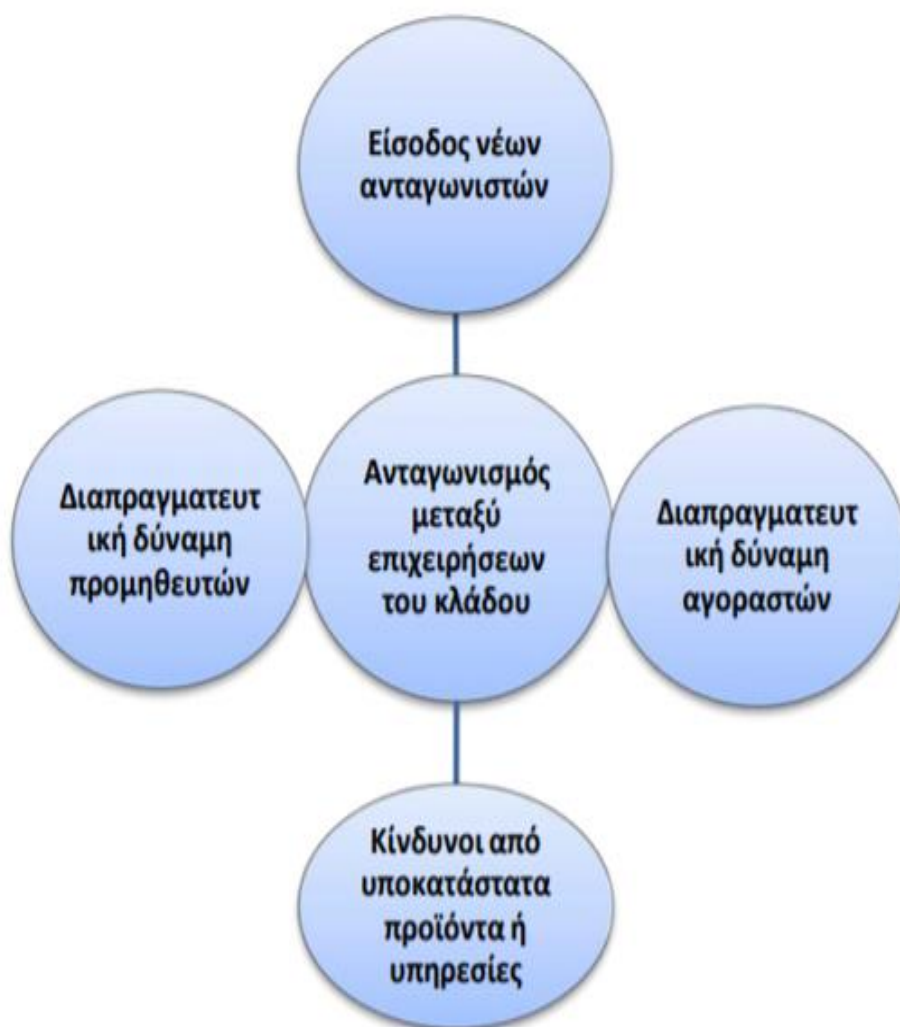 Είσοδος νέων
ανταγωνιστών
Διαπραγματευτ
ική δύναμη
προμηθευτών
Ανταγωνισμός
μεταξύ
επιχειρήσεων
του κλάδου
Διαπραγματευτ
ική δύναμη
αγοραστών
Κίνδυνοι από
υποκατάστατα
προϊόντα ή
υπηρεσίες